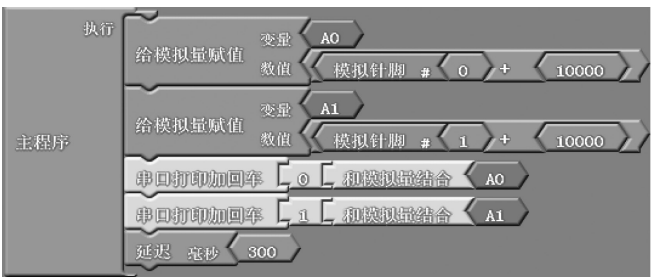 执行
给模拟量赋值 变量 A0
数值 模拟针脚 # 0 + 10000
给模拟量赋值 变量 A1
数值 模拟针脚 # 1 + 10000
主程序
串口打印加回车 0 和模拟量结合 A0
串口打印加回车 1 和模拟量结合 A1
延迟 毫秒 300